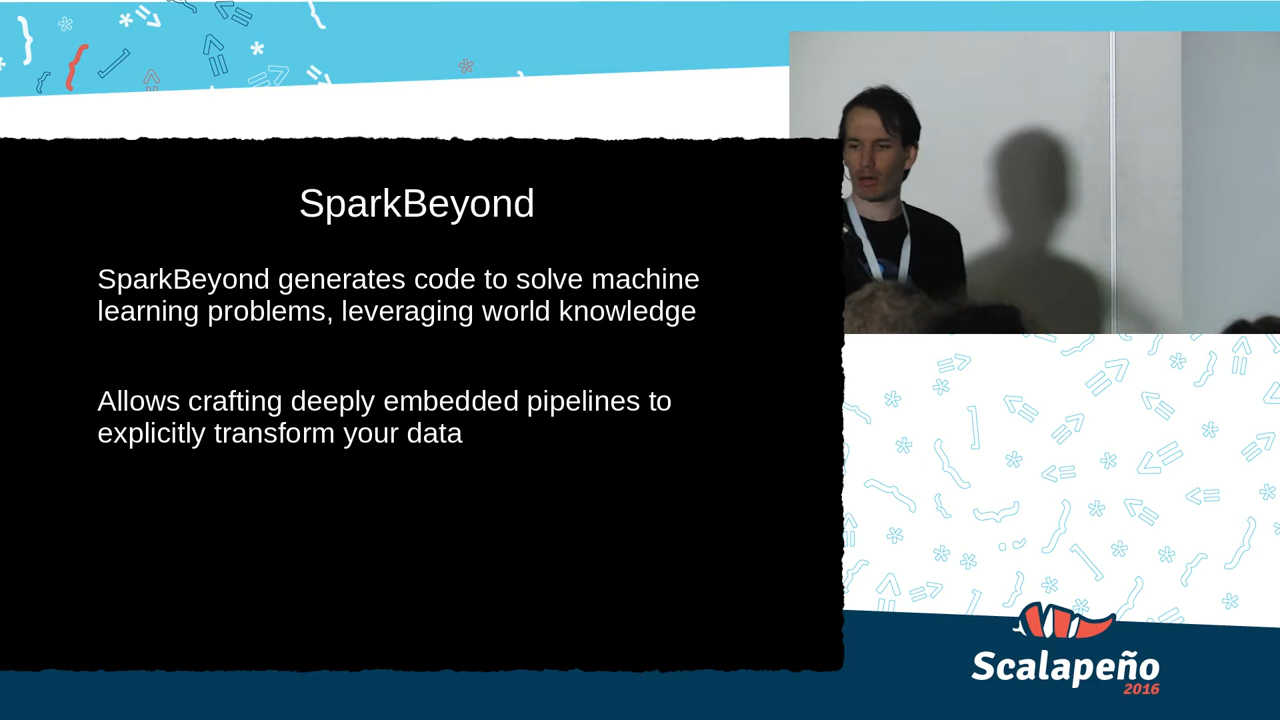 SparkBeyond
SparkBeyond generates code to solve machine
learning problems, leveraging world knowledge
Allows crafting deeply embedded pipelines to
explicitly transform your data
Scalapeño
2016